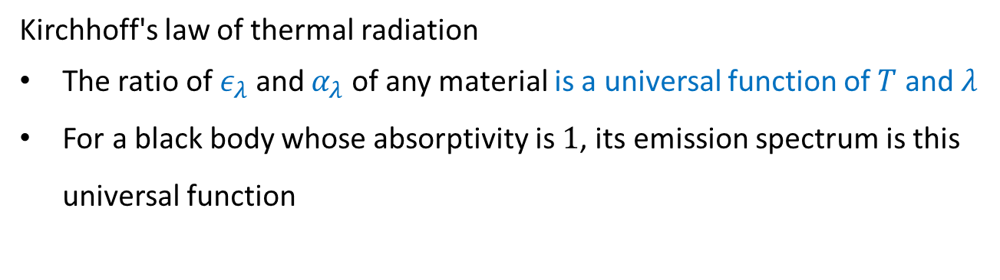 Kirchhoff's law of thermal radiation
• The ratio of ϵ_λ and α_λ of any material is a universal function of T and λ
• For a black body whose absorptivity is 1, its emission spectrum is this
universal function